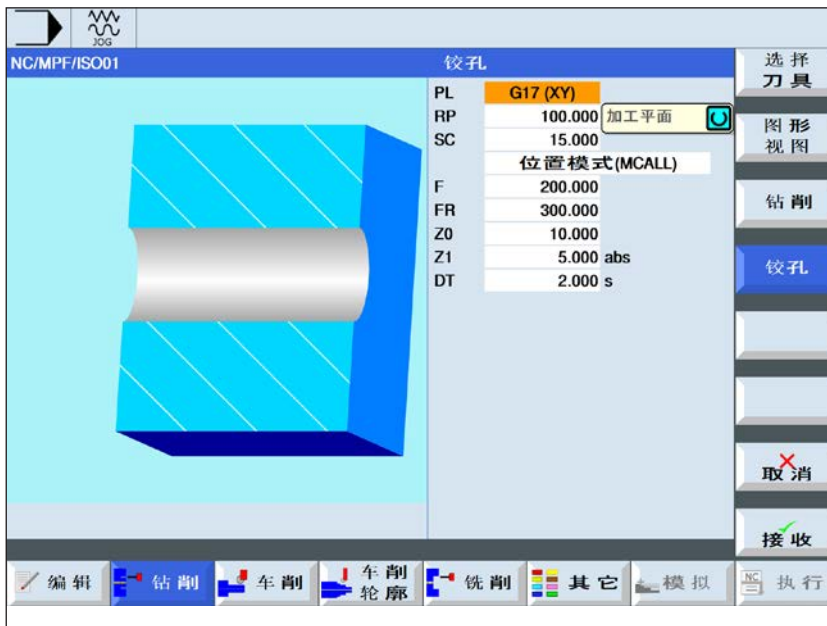 JOG
NC/MPF/ISO01
铰孔
PL G17 (XY)
RP 100.000 加工平面
SC 15.000
位置模式(MCALL)
F 200.000
FR 300.000
Z0 10.000
Z1 5.000 abs
DT 2.000 s
选择
刀具
图形
视图
钻削
铰孔
取消
接收
编辑
钻削
车削
车削
轮廓
铣削
其它
模拟
NC
执行